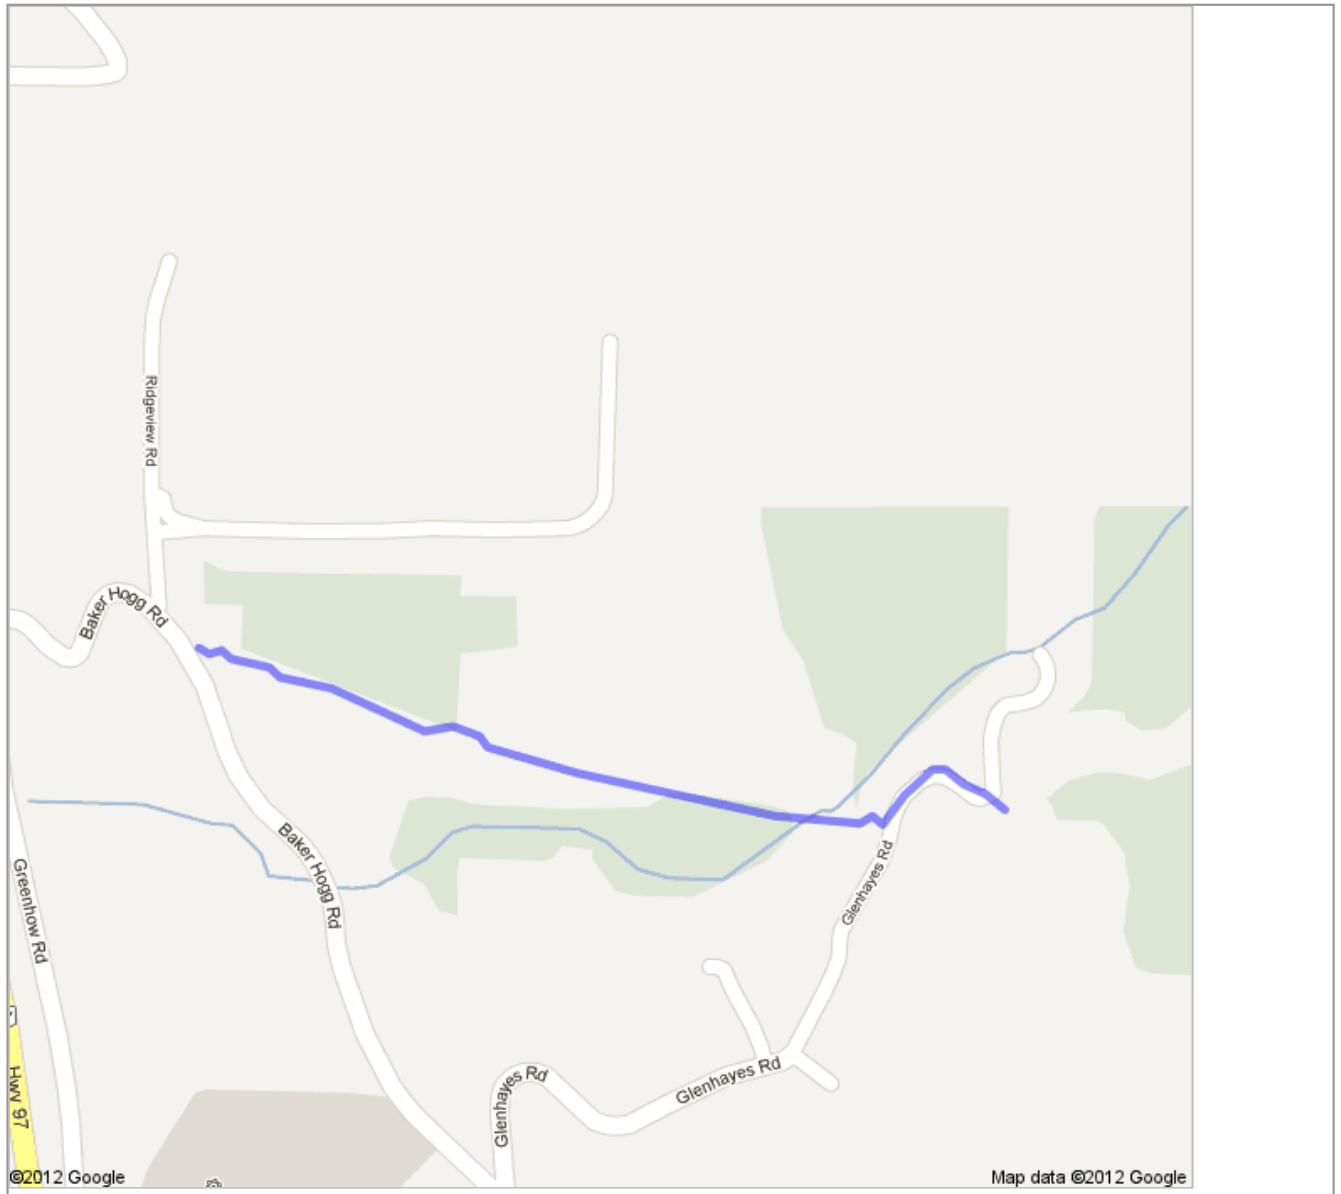 Ridgeview Rd
Baker Hogg Rd
Baker Hogg Rd
Glenhayes Rd
Greenhow Rd
Glenhayes Rd
Glenhayes Rd
Hwy 97
©2012 Google
Map data ©2012 Google